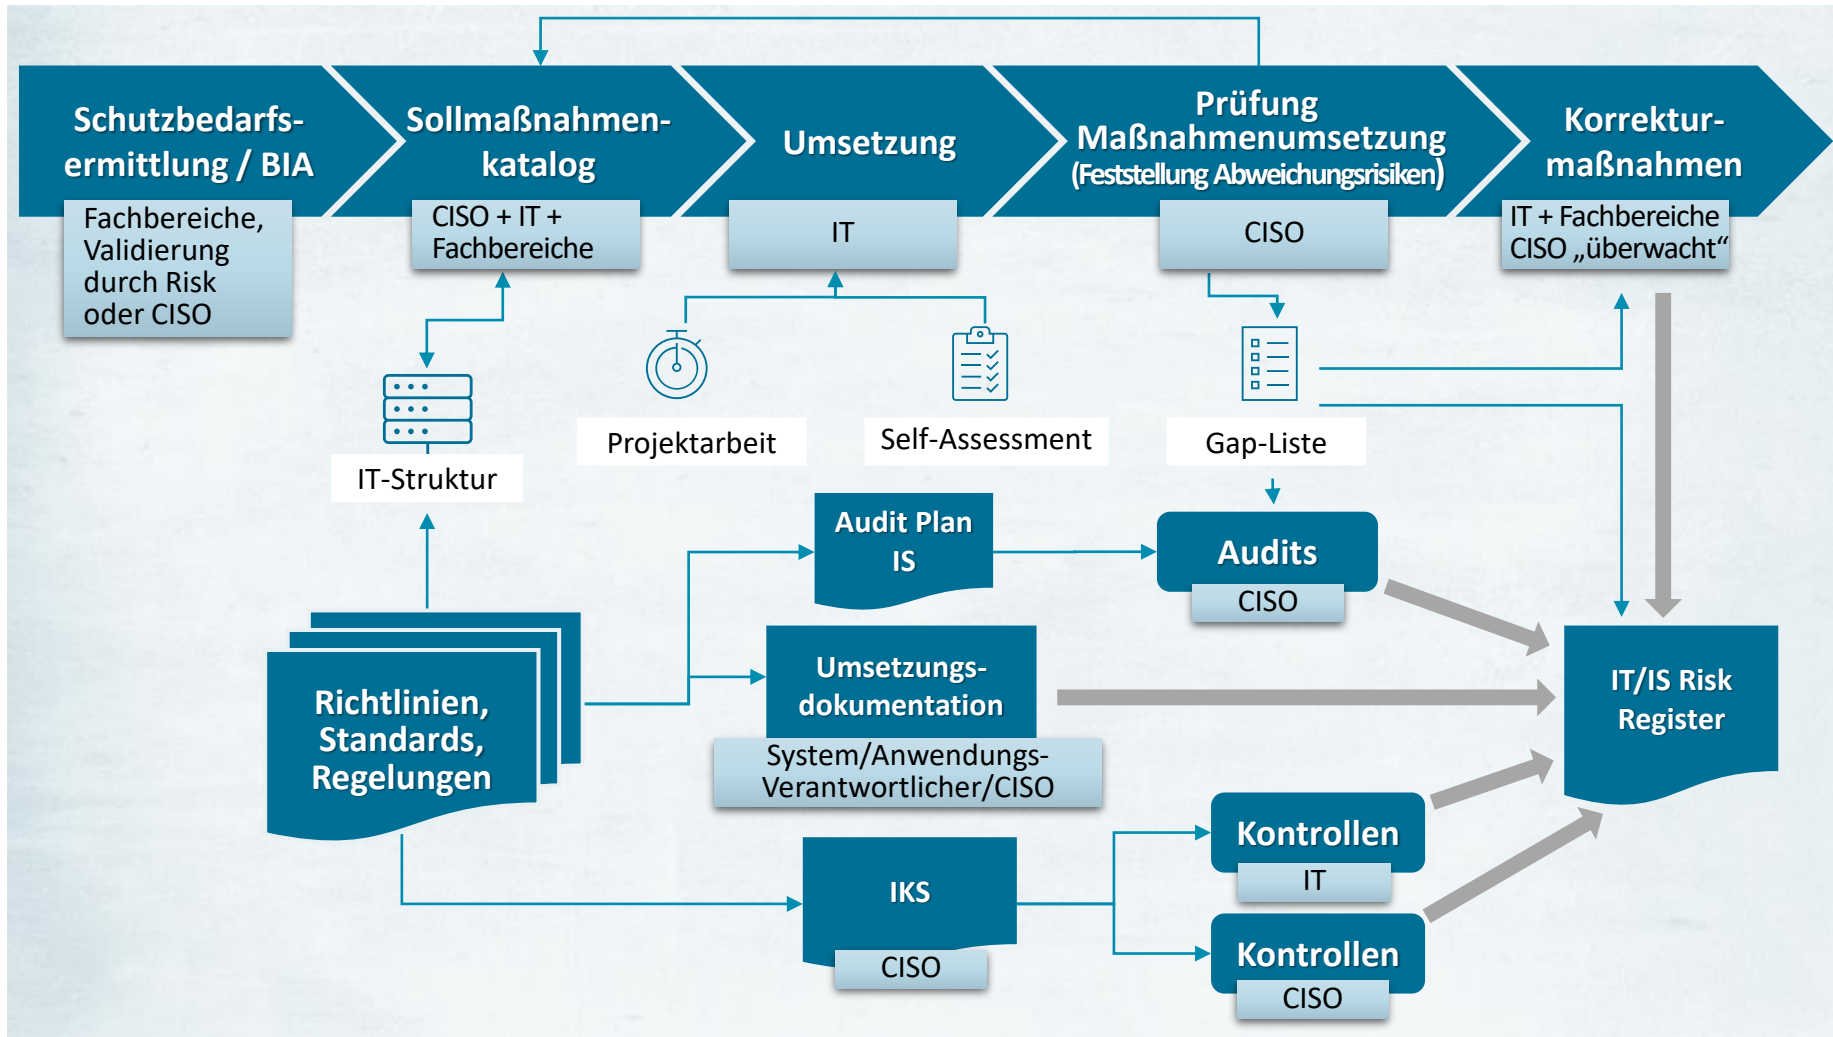 Schutzbedarfs-
ermittlung / BIA
Sollmaßnahmen-
katalog
Umsetzung
Prüfung
Maßnahmenumsetzung
(Feststellung Abweichungsrisiken)
Korrektur-
maßnahmen
Fachbereiche,
Validierung
durch Risk
oder CISO
CISO + IT +
Fachbereiche
IT
CISO
IT + Fachbereiche
CISO „überwacht“
IT-Struktur
Projektarbeit
Self-Assessment
Gap-Liste
Audit Plan
IS
Audits
CISO
Richtlinien,
Standards,
Regelungen
Umsetzungs-
dokumentation
System/Anwendungs-
Verantwortlicher/CISO
IT/IS Risk
Register
IKS
CISO
Kontrollen
IT
Kontrollen
CISO